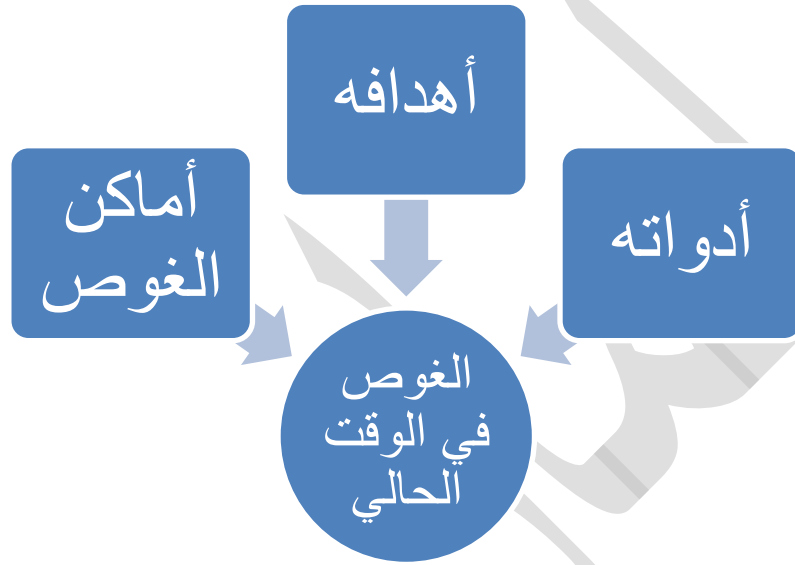 أهدافه
أدواته
أماكن
الغوص
الغوص
في الوقت
الحالي